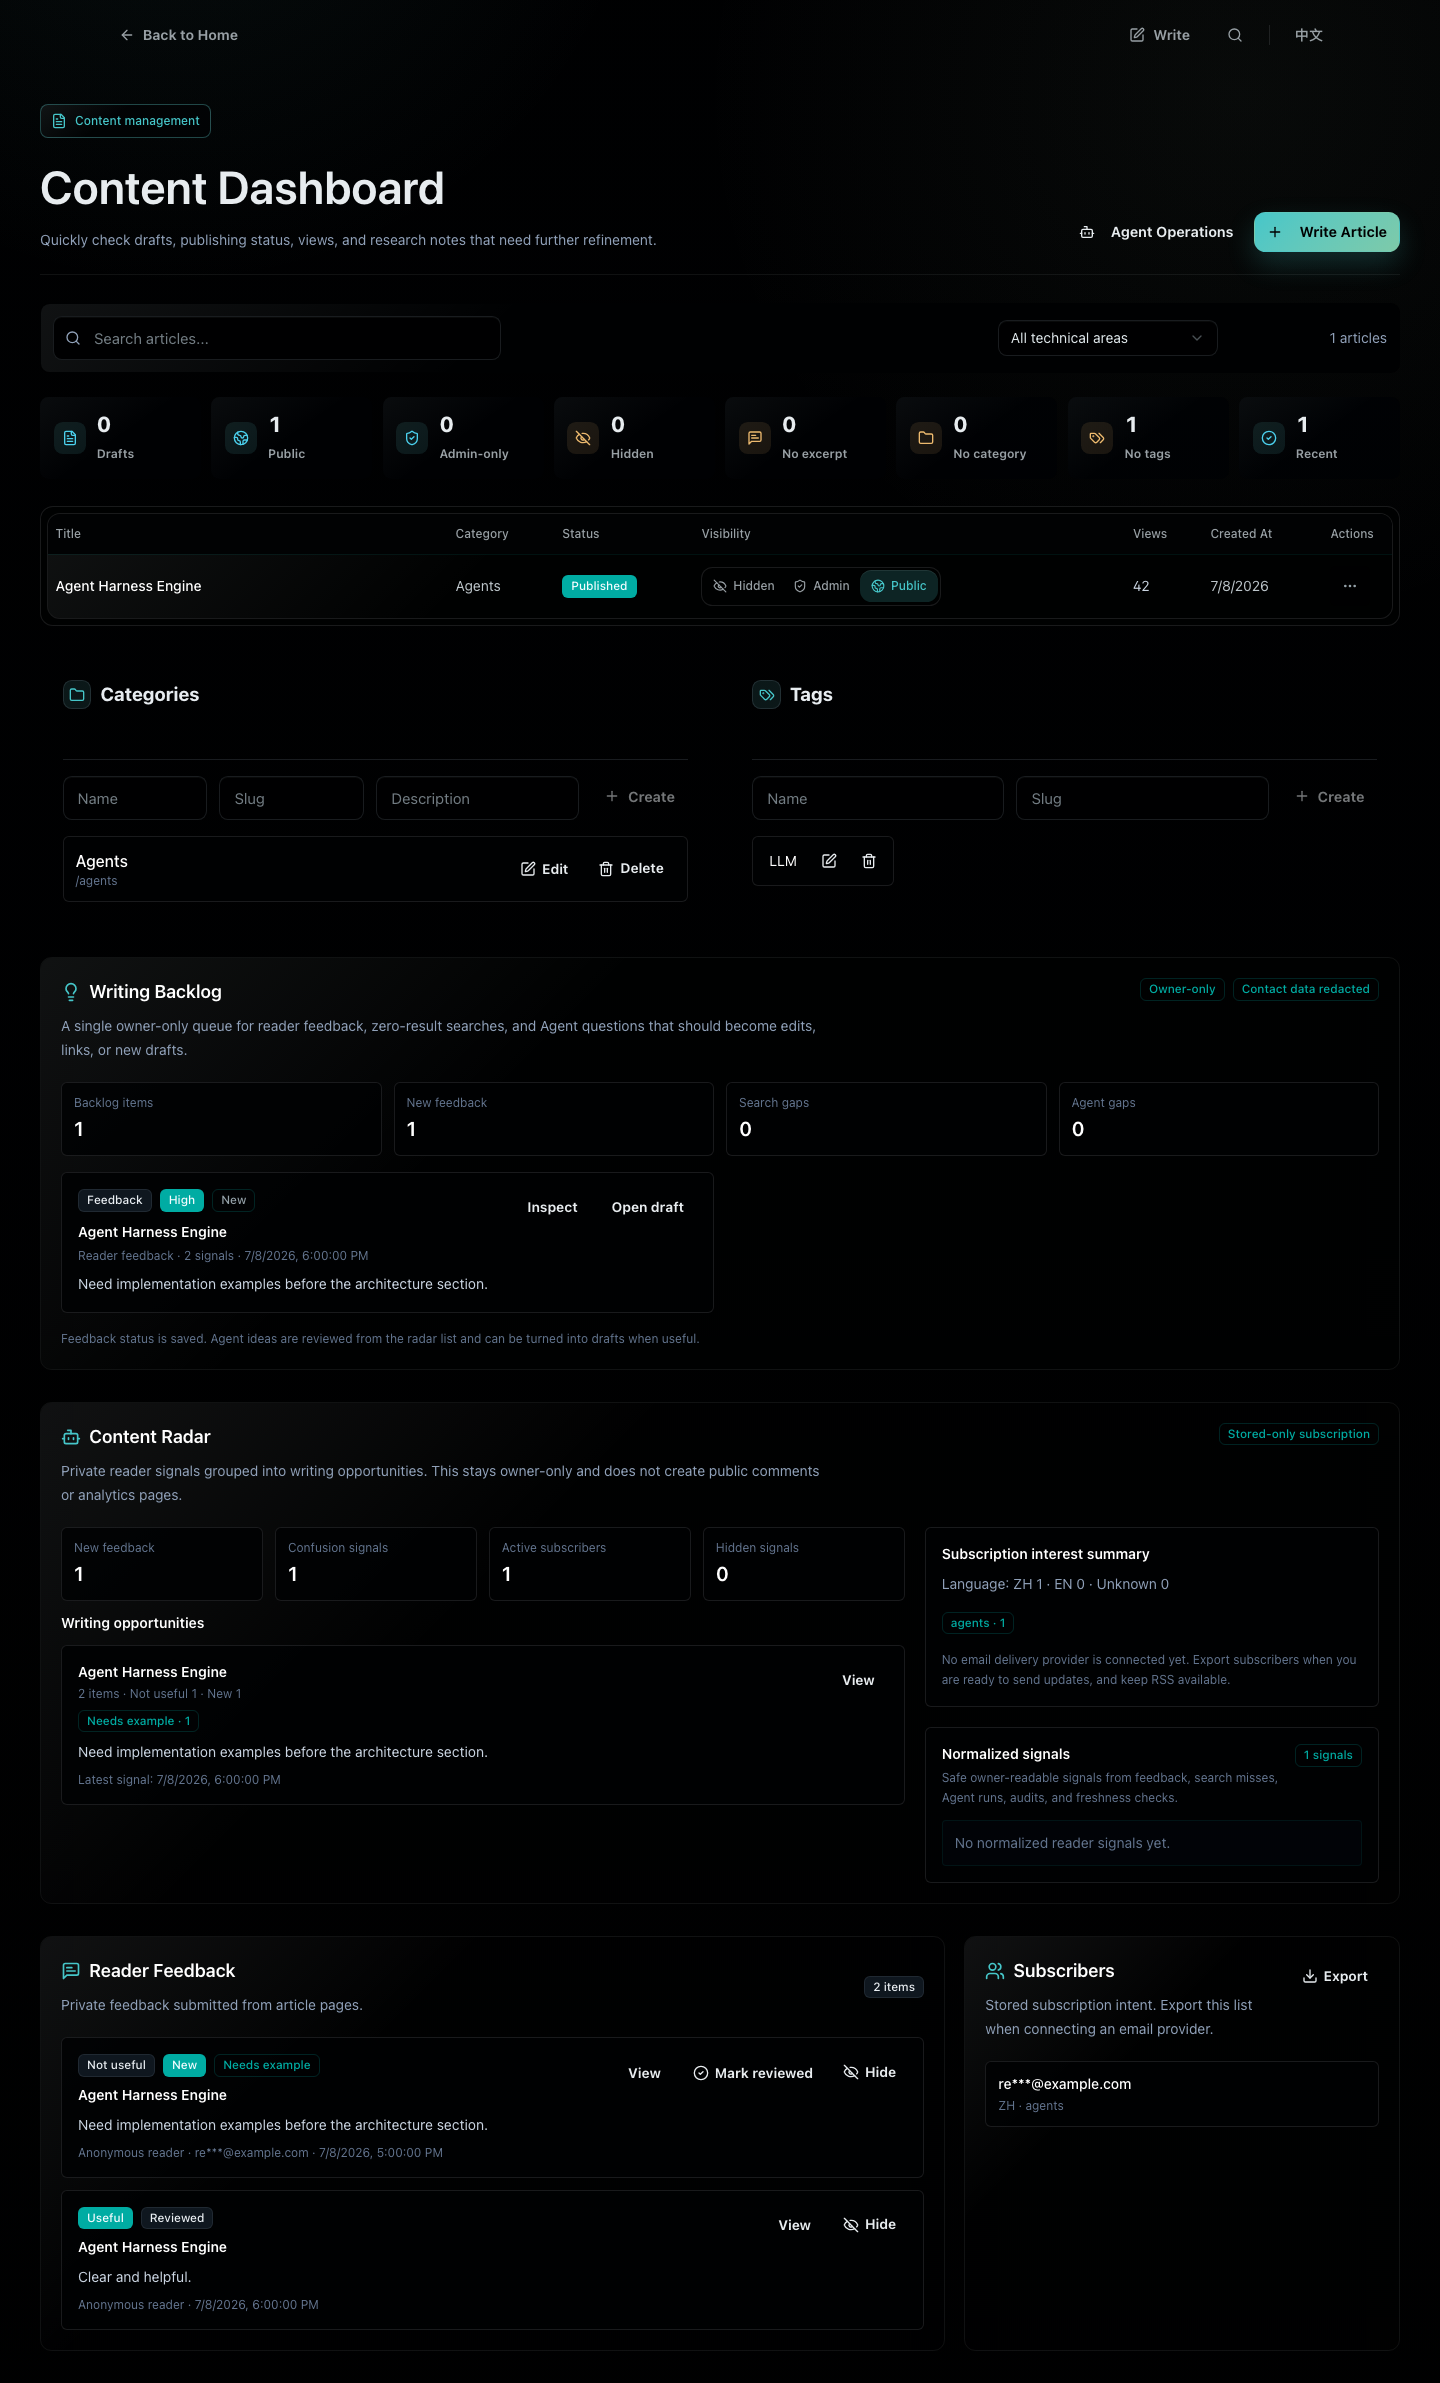 Back to Home
Write
中文
Content management
Content Dashboard
Quickly check drafts, publishing status, views, and research notes that need further refinement.
Agent Operations
Write Article
Search articles...
All technical areas
1 articles
0
Drafts
1
Public
0
Admin-only
0
Hidden
0
No excerpt
0
No category
1
No tags
1
Recent
Title Category Status Visibility Views Created At Actions
Agent Harness Engine Agents Published Hidden Admin Public 42 7/8/2026
Categories
Name Slug Description Create
Agents
/agents
Edit Delete
Tags
Name Slug Create
LLM
Writing Backlog
Owner-only Contact data redacted
A single owner-only queue for reader feedback, zero-result searches, and Agent questions that should become edits,
links, or new drafts.
Backlog items
1
New feedback
1
Search gaps
0
Agent gaps
0
Feedback High New
Inspect Open draft
Agent Harness Engine
Reader feedback · 2 signals · 7/8/2026, 6:00:00 PM
Need implementation examples before the architecture section.
Feedback status is saved. Agent ideas are reviewed from the radar list and can be turned into drafts when useful.
Content Radar
Stored-only subscription
Private reader signals grouped into writing opportunities. This stays owner-only and does not create public comments
or analytics pages.
New feedback
1
Confusion signals
1
Active subscribers
1
Hidden signals
0
Writing opportunities
Agent Harness Engine
2 items · Not useful 1 · New 1
View
Needs example · 1
Need implementation examples before the architecture section.
Latest signal: 7/8/2026, 6:00:00 PM
Subscription interest summary
Language: ZH 1 · EN 0 · Unknown 0
agents · 1
No email delivery provider is connected yet. Export subscribers when you
are ready to send updates, and keep RSS available.
Normalized signals
1 signals
Safe owner-readable signals from feedback, search misses,
Agent runs, audits, and freshness checks.
No normalized reader signals yet.
Reader Feedback
2 items
Private feedback submitted from article pages.
Not useful New Needs example
View Mark reviewed Hide
Agent Harness Engine
Need implementation examples before the architecture section.
Anonymous reader · re***@example.com · 7/8/2026, 5:00:00 PM
Useful Reviewed
View Hide
Agent Harness Engine
Clear and helpful.
Anonymous reader · 7/8/2026, 6:00:00 PM
Subscribers
Export
Stored subscription intent. Export this list
when connecting an email provider.
re***@example.com
ZH · agents